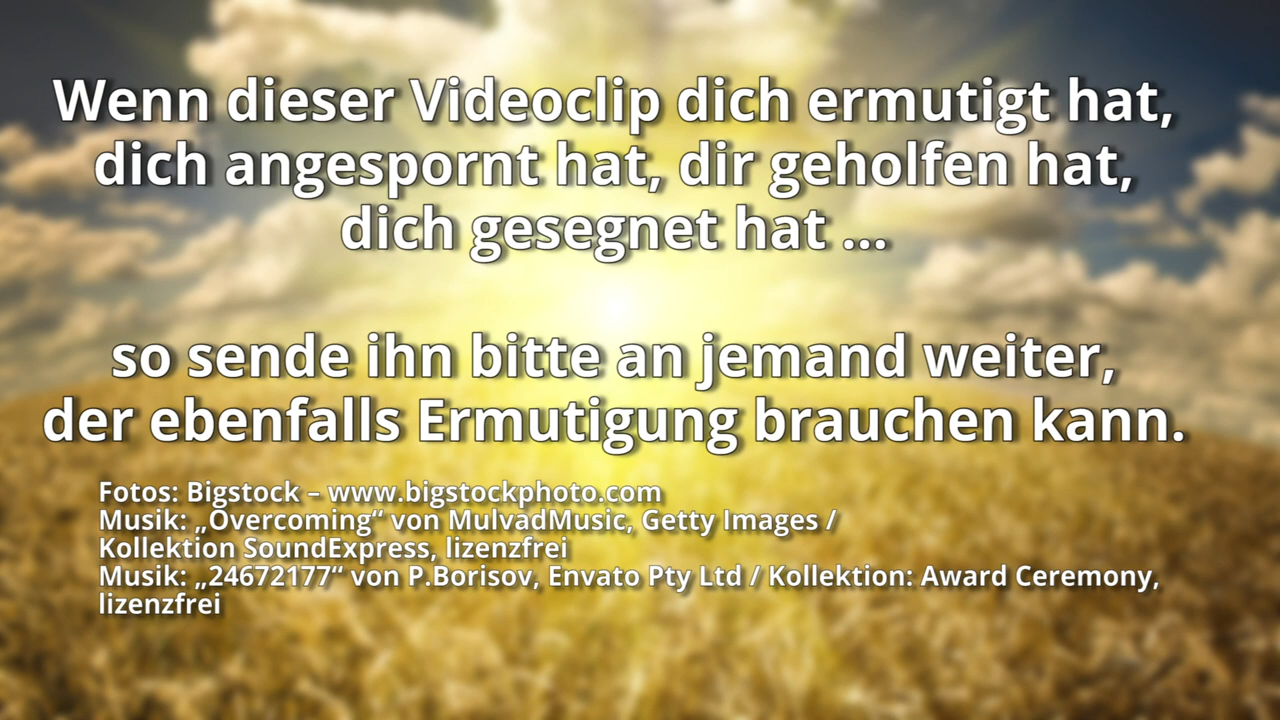 Wenn dieser Videoclip dich ermutigt hat,
dich angespornt hat, dir geholfen hat,
dich gesegnet hat ...
so sende ihn bitte an jemand weiter,
der ebenfalls Ermutigung brauchen kann.
Fotos: Bigstock – www.bigstockphoto.com
Musik: „Overcoming“ von MulvadMusic, Getty Images /
Kollektion SoundExpress, lizenzfrei
Musik: „24672177“ von P.Borisov, Envato Pty Ltd / Kollektion: Award Ceremony,
lizenzfrei